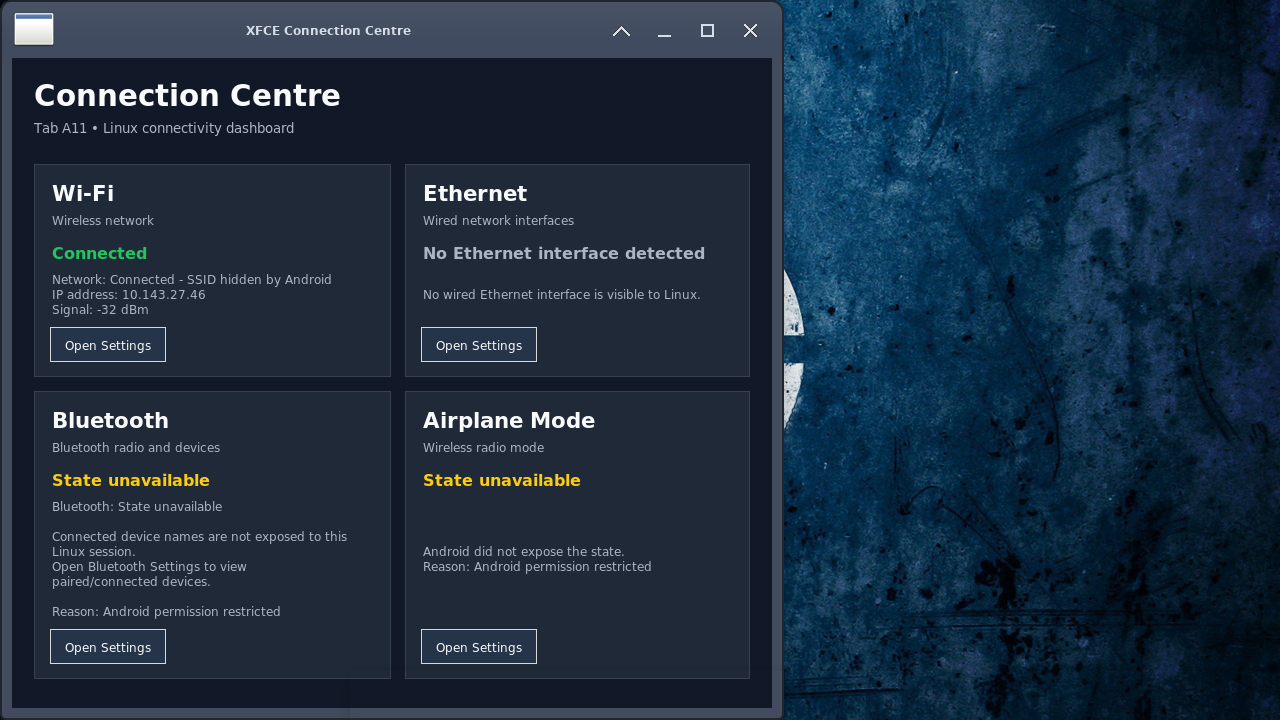 XFCE Connection Centre
Connection Centre
Tab A11 • Linux connectivity dashboard
Wi-Fi
Wireless network
Connected
Network: Connected - SSID hidden by Android
IP address: 10.143.27.46
Signal: -32 dBm
Open Settings
Ethernet
Wired network interfaces
No Ethernet interface detected
No wired Ethernet interface is visible to Linux.
Open Settings
Bluetooth
Bluetooth radio and devices
State unavailable
Bluetooth: State unavailable
Connected device names are not exposed to this
Linux session.
Open Bluetooth Settings to view
paired/connected devices.
Reason: Android permission restricted
Open Settings
Airplane Mode
Wireless radio mode
State unavailable
Android did not expose the state.
Reason: Android permission restricted
Open Settings